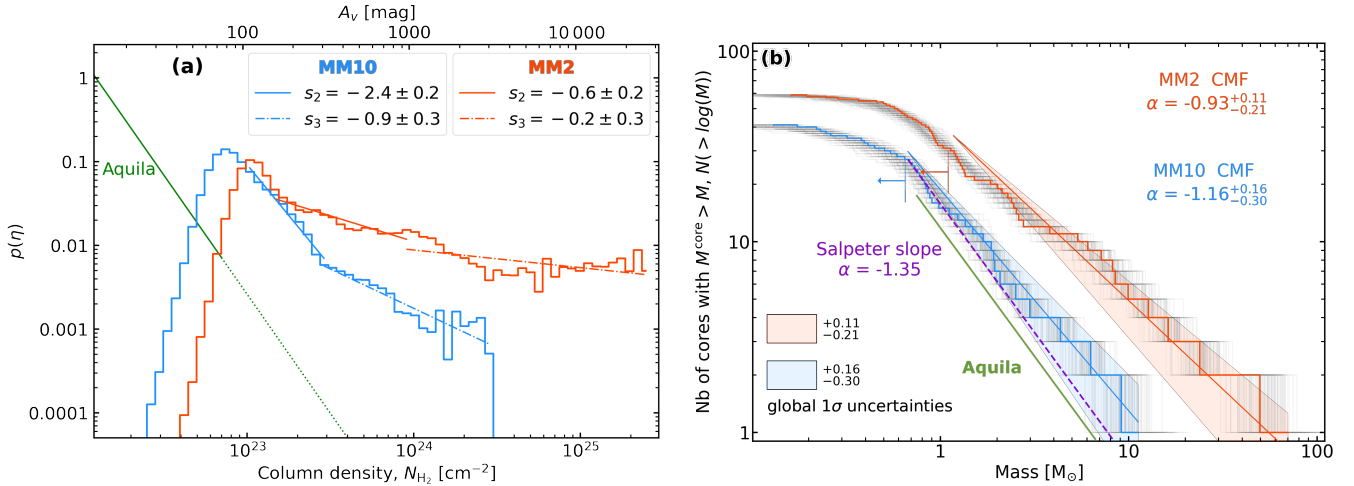 A_v [mag]
100 1000 10 000
(a)
MM10
s_2 = −2.4 ± 0.2
s_3 = −0.9 ± 0.3
MM2
s_2 = −0.6 ± 0.2
s_3 = −0.2 ± 0.3
1
0.1
0.01
0.001
0.0001
p(η)
Aquila
10^23 10^24 10^25
Column density, N_H₂ [cm^−2]
(b)
100
10
1
Nb of cores with M^core > M, N( > log(M))
MM2 CMF
α = -0.93 +0.11 −0.21
MM10 CMF
α = -1.16 +0.16 −0.30
Salpeter slope
α = -1.35
Aquila
+0.11
−0.21
+0.16
−0.30
global 1σ uncertainties
1 2 10 100
Mass [M_⊙]